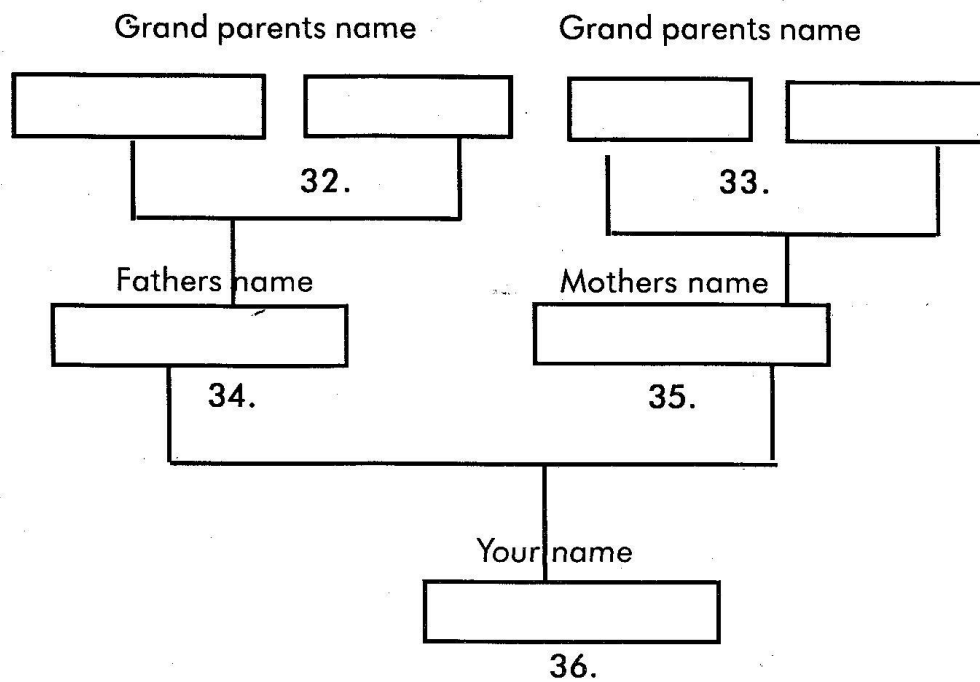 Grand parents name Grand parents name
32. 33.
Fathers name Mothers name
34. 35.
Your name
36.